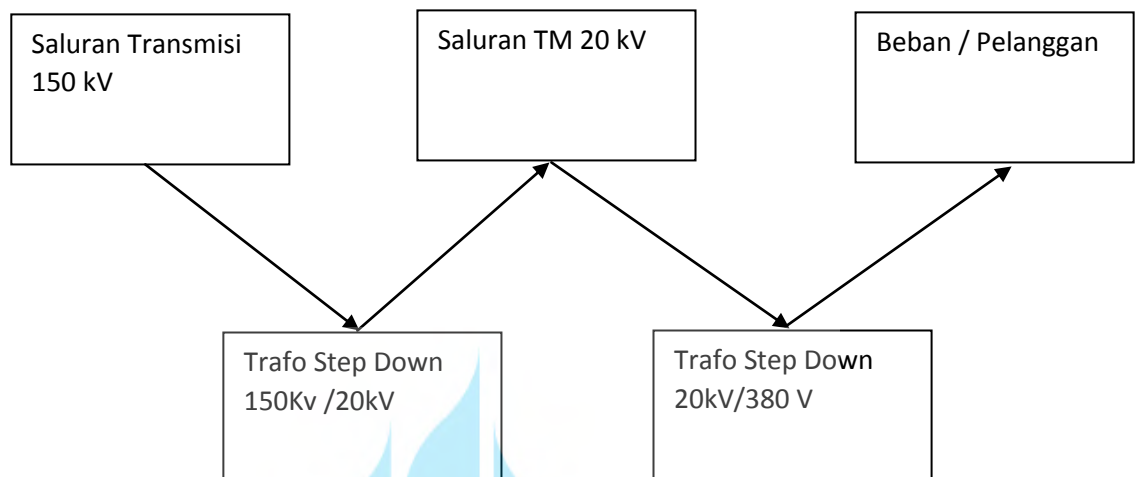 Saluran Transmisi
150 kV
Saluran TM 20 kV
Beban / Pelanggan
Trafo Step Down
150Kv /20kV
Trafo Step Down
20kV/380 V